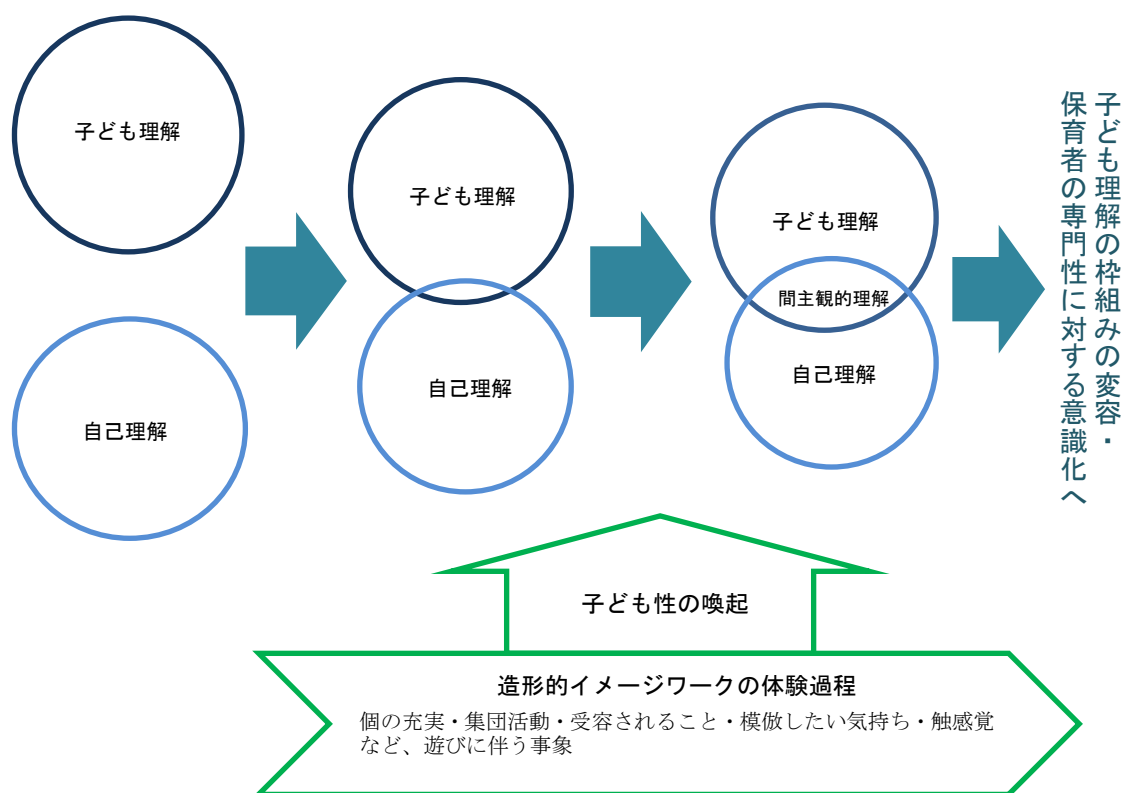 子ども理解
自己理解
子ども理解
自己理解
子ども理解
間主観的理解
自己理解
子ども理解の枠組みの変容・
保育者の専門性に対する意識化へ
子ども性の喚起
造形的イメージワークの体験過程
個の充実・集団活動・受容されること・模倣したい気持ち・触感覚
など、遊びに伴う事象